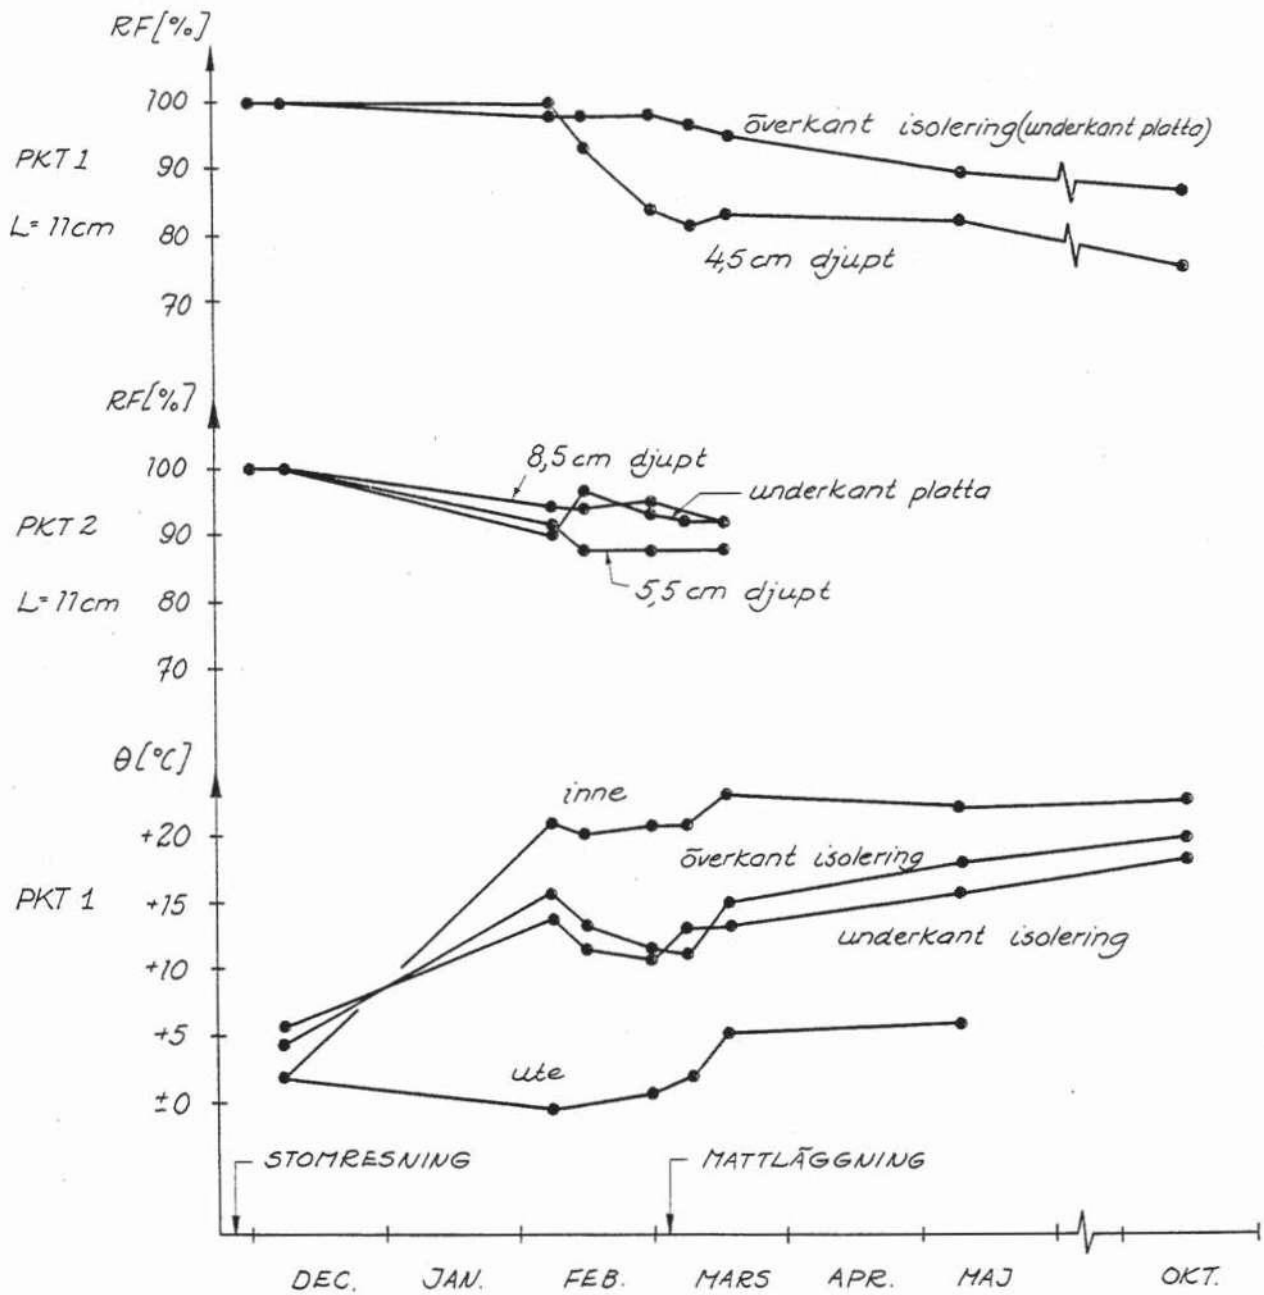 RF[%]
100
överkant isolering (underkant platta)
PKT 1
90
L=11cm
80
4,5 cm djupt
70
RF[%]
100
8,5 cm djupt
underkant platta
PKT 2
90
5,5 cm djupt
L=11cm
80
70
θ[°C]
inne
+20
överkant isolering
PKT 1
+15
underkant isolering
+10
+5
ute
±0
STOMRESNING
MATTLÄGGNING
DEC. JAN. FEB. MARS APR. MAJ OKT.